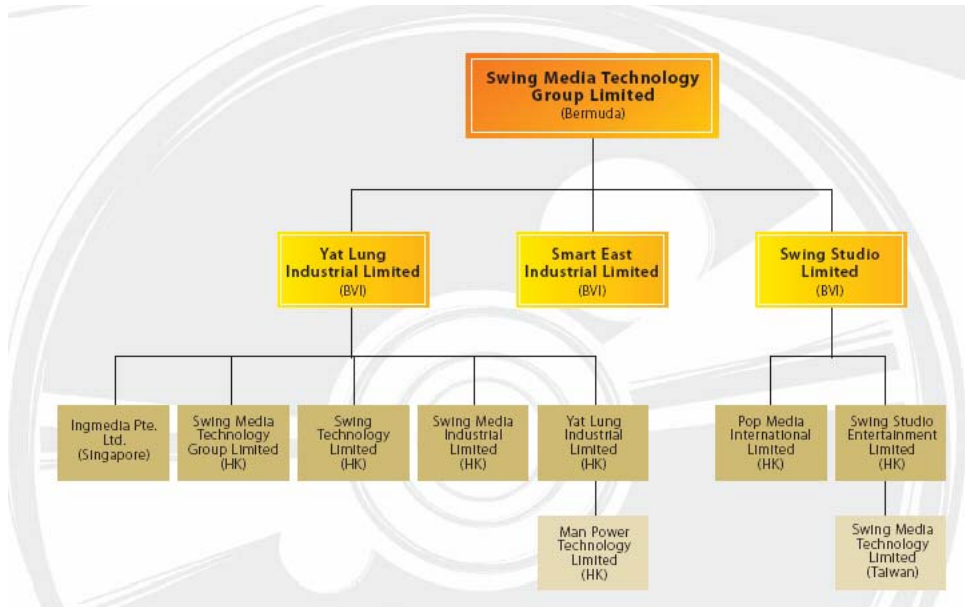 Swing Media Technology
Group Limited
(Bermuda)
Yat Lung
Industrial Limited
(BVI)
Smart East
Industrial Limited
(BVI)
Swing Studio
Limited
(BVI)
Ingmedia Pte.
Ltd.
(Singapore)
Swing Media
Technology
Group Limited
(HK)
Swing
Technology
Limited
(HK)
Swing Media
Industrial
Limited
(HK)
Yat Lung
Industrial
Limited
(HK)
Pop Media
International
Limited
(HK)
Swing Studio
Entertainment
Limited
(HK)
Man Power
Technology
Limited
(HK)
Swing Media
Technology
Limited
(Taiwan)